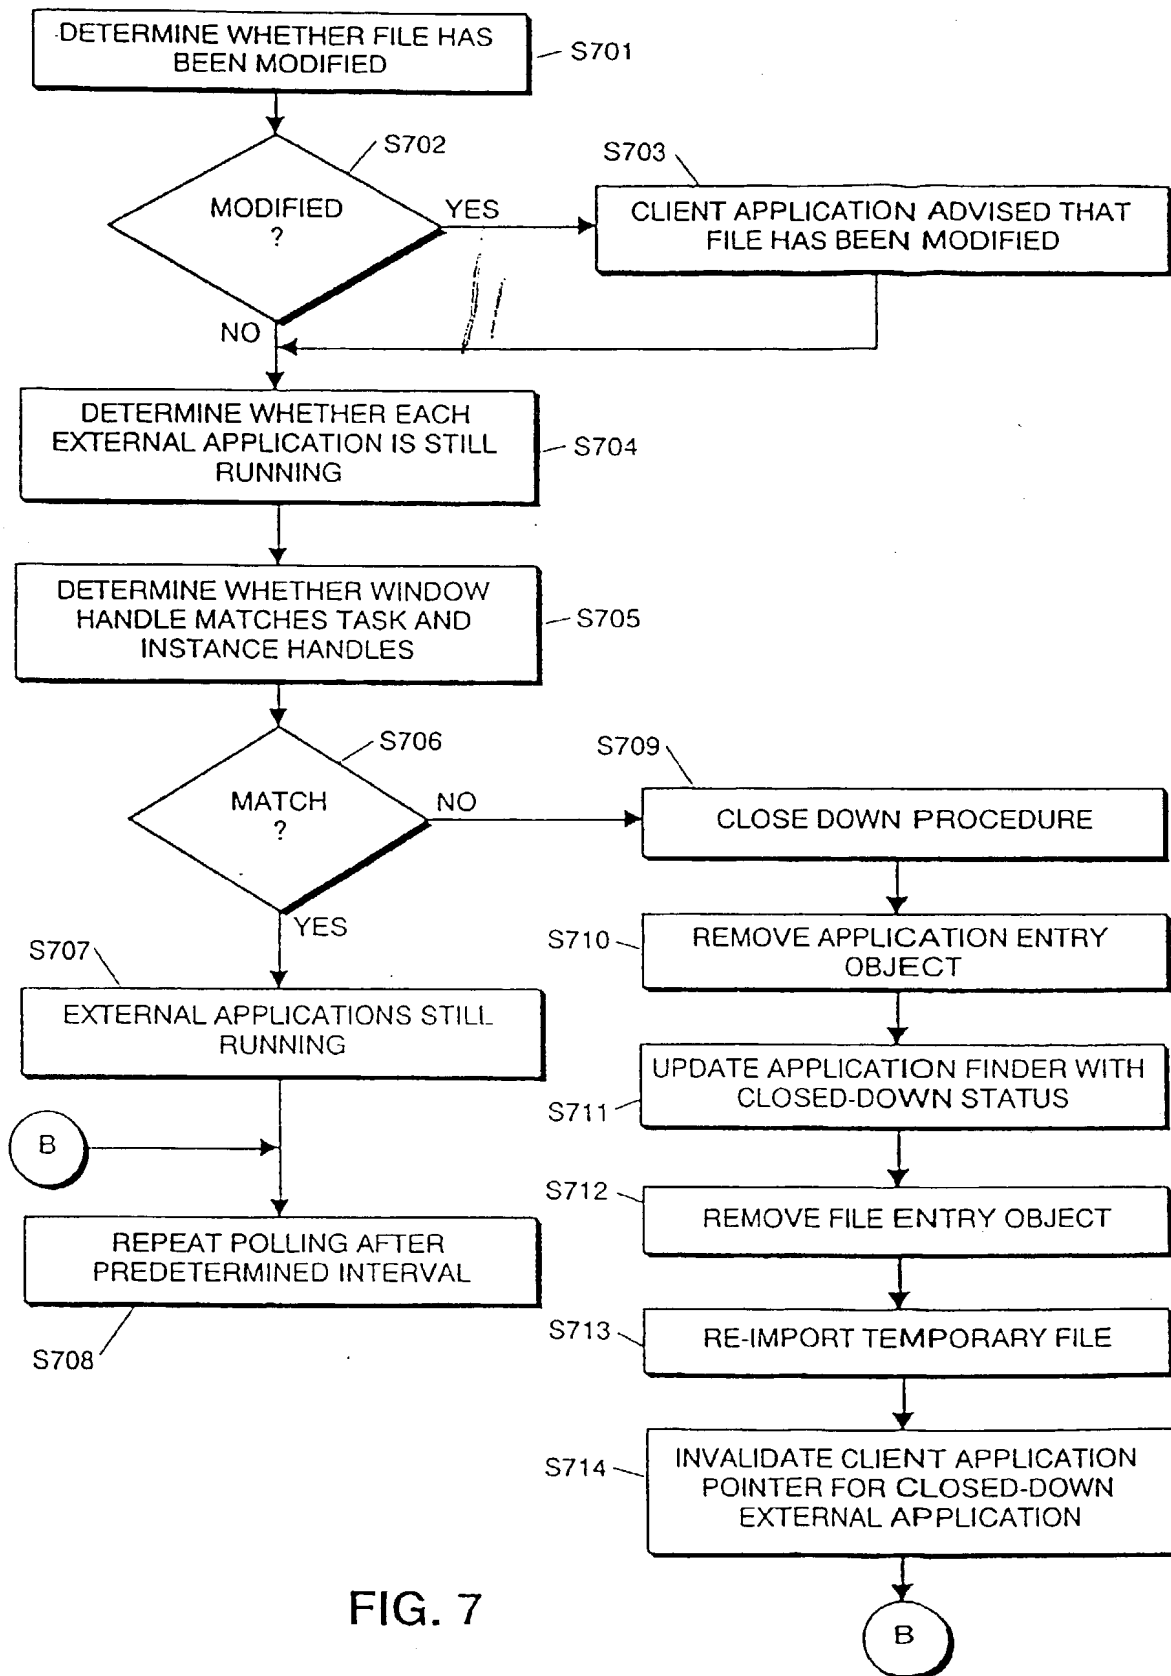 DETERMINE WHETHER FILE HAS
BEEN MODIFIED
S701
S702
MODIFIED
?
YES
NO
S703
CLIENT APPLICATION ADVISED THAT
FILE HAS BEEN MODIFIED
DETERMINE WHETHER EACH
EXTERNAL APPLICATION IS STILL
RUNNING
S704
DETERMINE WHETHER WINDOW
HANDLE MATCHES TASK AND
INSTANCE HANDLES
S705
S706
MATCH
?
NO
YES
S707
EXTERNAL APPLICATIONS STILL
RUNNING
B
REPEAT POLLING AFTER
PREDETERMINED INTERVAL
S708
S709
CLOSE DOWN PROCEDURE
S710
REMOVE APPLICATION ENTRY
OBJECT
S711
UPDATE APPLICATION FINDER WITH
CLOSED-DOWN STATUS
S712
REMOVE FILE ENTRY OBJECT
S713
RE-IMPORT TEMPORARY FILE
S714
INVALIDATE CLIENT APPLICATION
POINTER FOR CLOSED-DOWN
EXTERNAL APPLICATION
B
FIG. 7